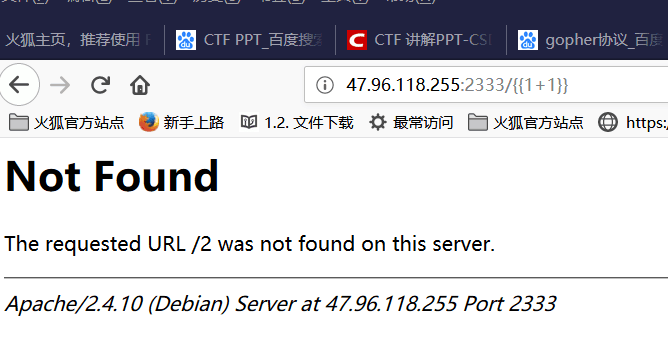 火狐主页，推荐使用
CTF PPT_百度搜索
CTF 讲解PPT-CS
gopher协议_百度
47.96.118.255:2333/{{1+1}}
火狐官方站点 新手上路 1.2. 文件下载 最常访问 火狐官方站点 https:/
Not Found
The requested URL /2 was not found on this server.
Apache/2.4.10 (Debian) Server at 47.96.118.255 Port 2333